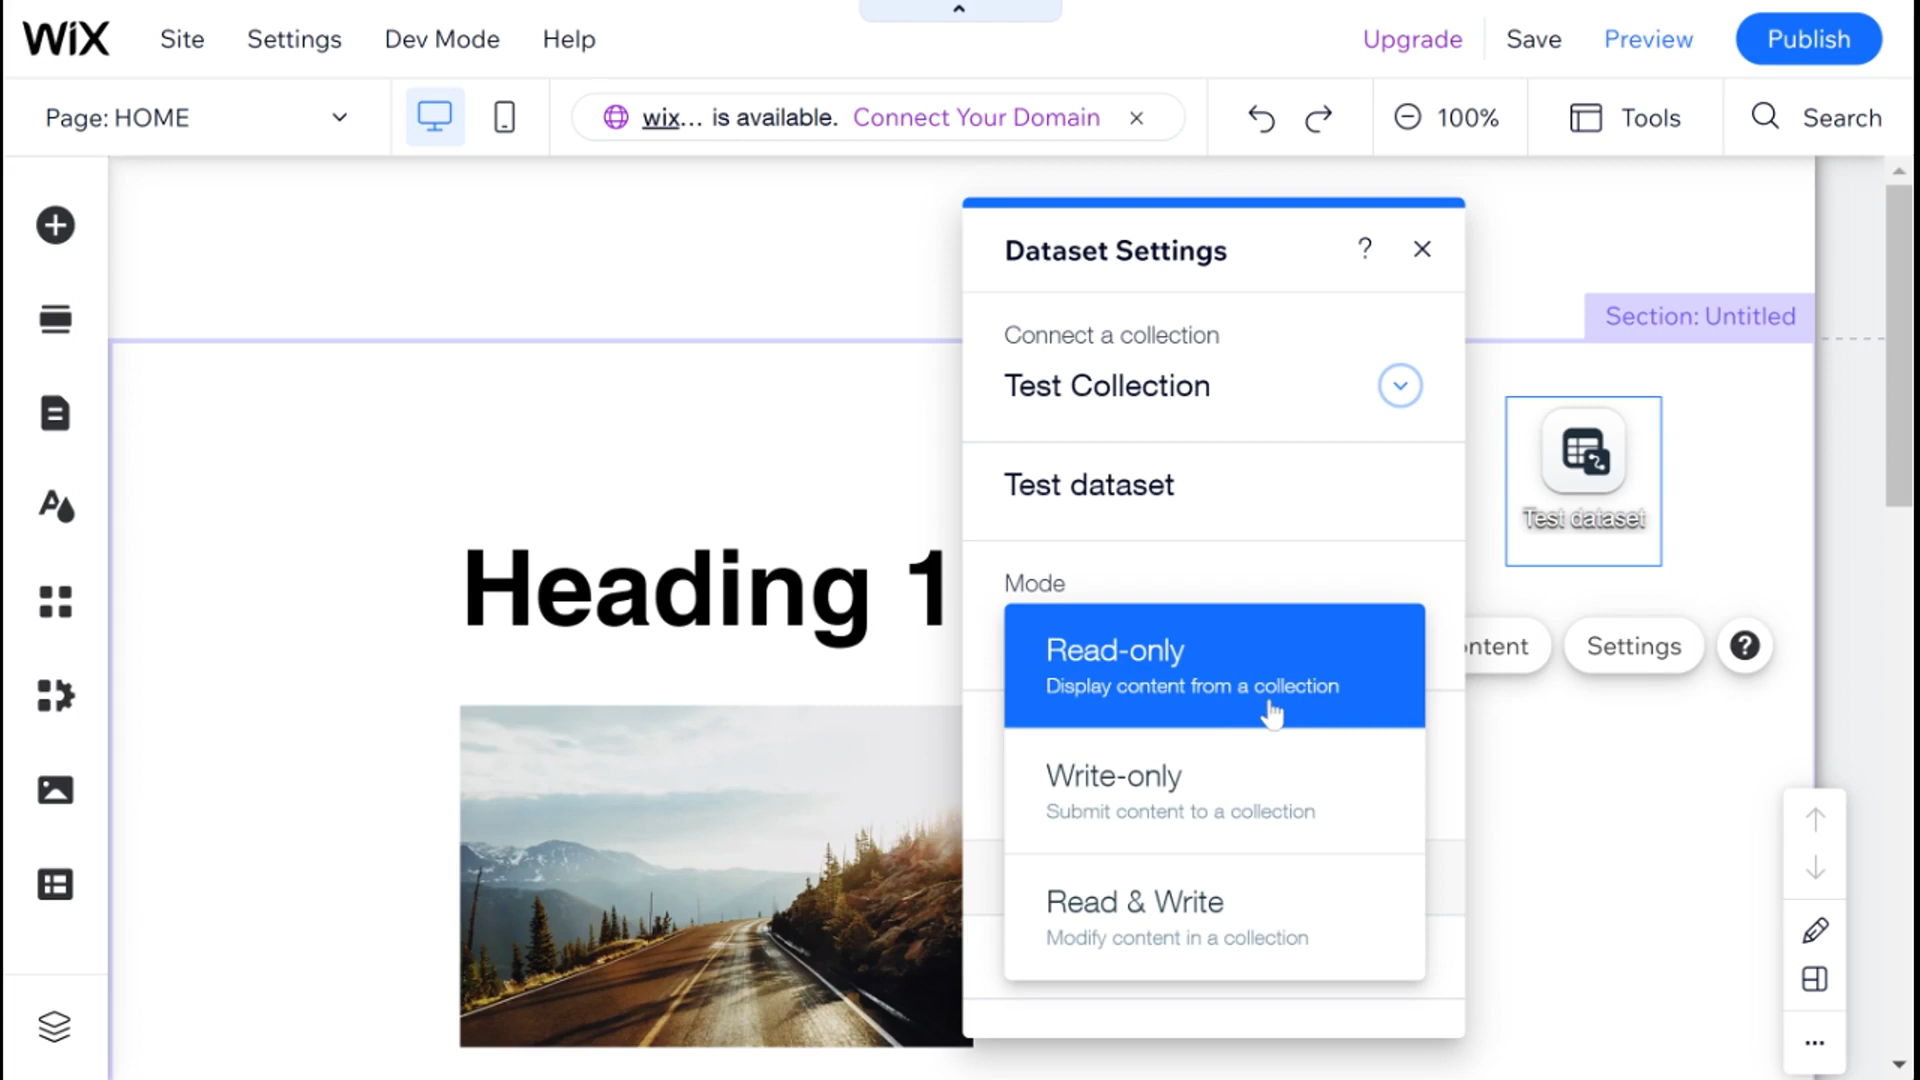 WiX Site Settings Dev Mode Help Upgrade Save Preview Publish
Page: HOME wix... is available. Connect Your Domain 100% Tools Search
Dataset Settings ?
Section: Untitled
Connect a collection
Test Collection
Test dataset
Test dataset
Heading 1
Mode
Read-only
Display content from a collection
ntent Settings ?
Write-only
Submit content to a collection
Read & Write
Modify content in a collection